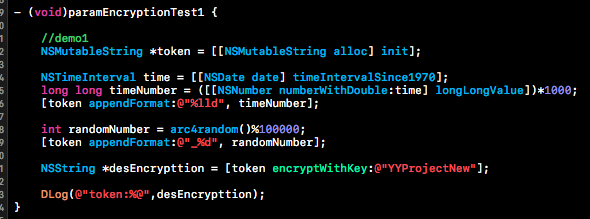 - (void)paramEncryptionTest1 {
//demo1
NSMutableString *token = [[NSMutableString alloc] init];
NSTimeInterval time = [[NSDate date] timeIntervalSince1970];
long long timeNumber = ([[NSNumber numberWithDouble:time] longLongValue])*1000;
[token appendFormat:@"%lld", timeNumber];
int randomNumber = arc4random()%100000;
[token appendFormat:@"_%d", randomNumber];
NSString *desEncrypttion = [token encryptWithKey:@"YYProjectNew"];
DLog(@"token:%@",desEncrypttion);
}